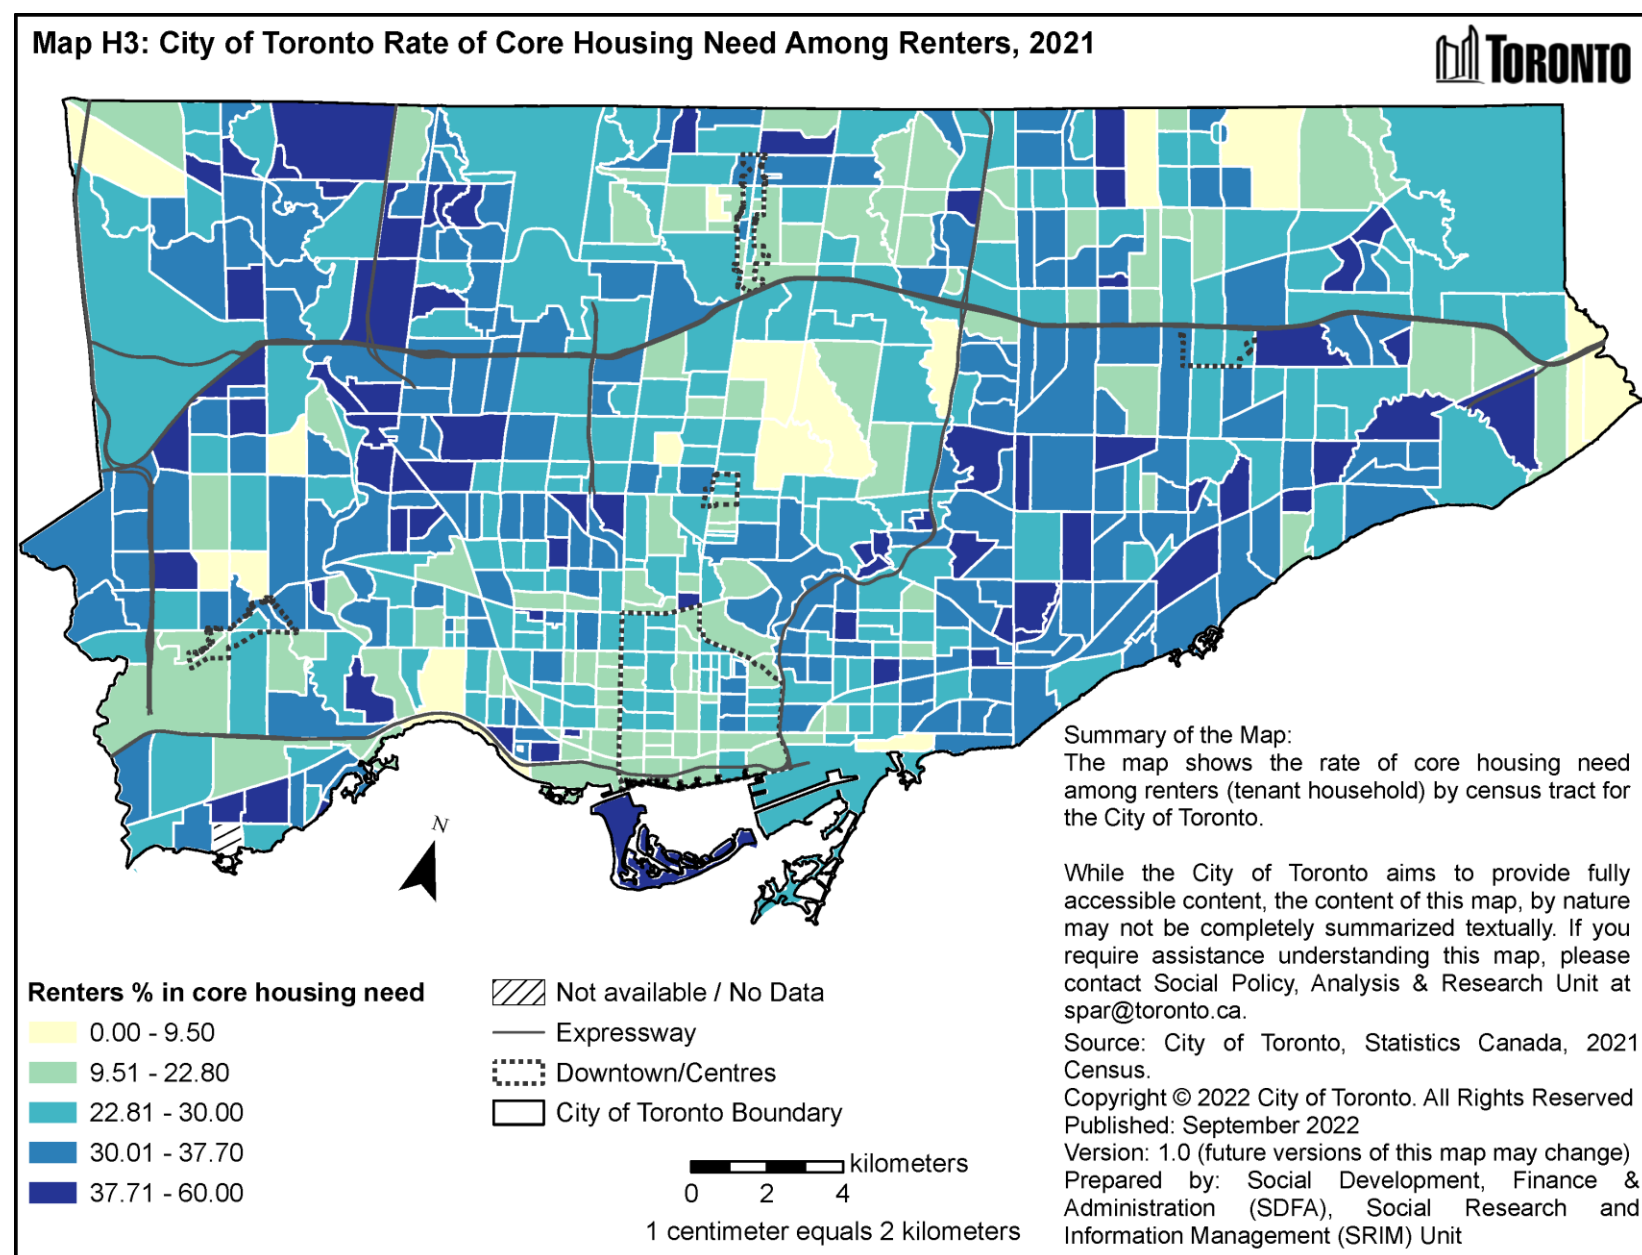 Map H3: City of Toronto Rate of Core Housing Need Among Renters, 2021
TORONTO
N
Summary of the Map:
The map shows the rate of core housing need
among renters (tenant household) by census tract for
the City of Toronto.
While the City of Toronto aims to provide fully
accessible content, the content of this map, by nature
may not be completely summarized textually. If you
require assistance understanding this map, please
contact Social Policy, Analysis & Research Unit at
spar@toronto.ca.
Source: City of Toronto, Statistics Canada, 2021
Census.
Copyright © 2022 City of Toronto. All Rights Reserved
Published: September 2022
Version: 1.0 (future versions of this map may change)
Prepared by: Social Development, Finance &
Administration (SDFA), Social Research and
Information Management (SRIM) Unit
Renters % in core housing need
0.00 - 9.50
9.51 - 22.80
22.81 - 30.00
30.01 - 37.70
37.71 - 60.00
Not available / No Data
Expressway
Downtown/Centres
City of Toronto Boundary
kilometers
0 2 4
1 centimeter equals 2 kilometers